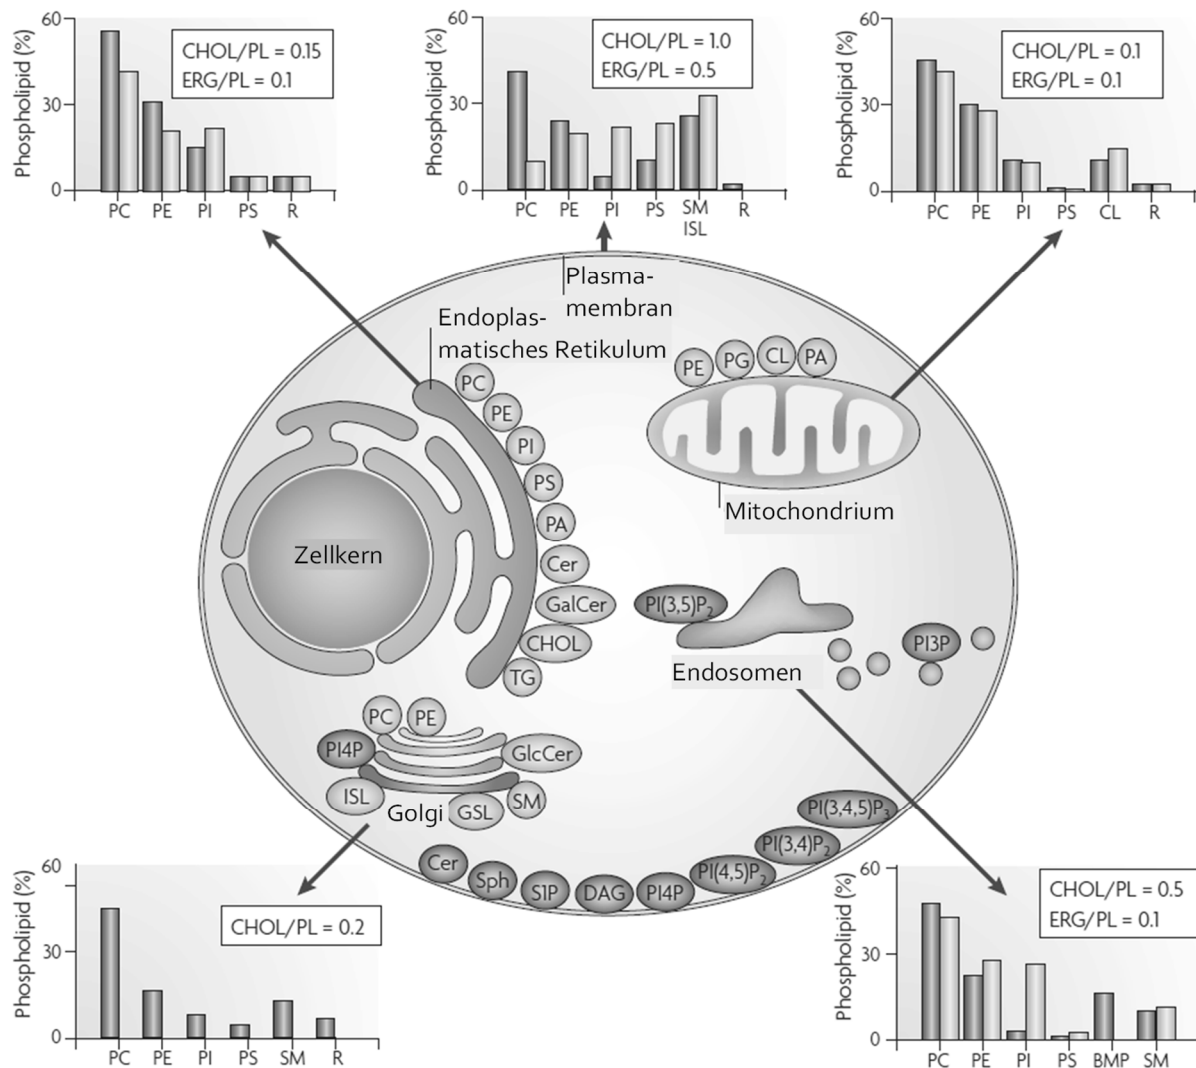 Phospholipid (%)
60
30
0
CHOL/PL = 0.15
ERG/PL = 0.1
PC PE PI PS R
Phospholipid (%)
60
30
0
CHOL/PL = 1.0
ERG/PL = 0.5
PC PE PI PS SM R
ISL
Phospholipid (%)
60
30
0
CHOL/PL = 0.1
ERG/PL = 0.1
PC PE PI PS CL R
Plasma-
membran
Endoplas-
matisches Retikulum
PC
PE
PI
PS
PA
Cer
GalCer
CHOL
TG
PE PG CL PA
Mitochondrium
Zellkern
PI(3,5)P2
Endosomen
PI3P
PC PE
PI4P
GlcCer
ISL
Golgi
GSL
SM
Cer
Sph
S1P
DAG
PI4P
PI(4,5)P2
PI(3,4)P2
PI(3,4,5)P3
Phospholipid (%)
60
30
0
CHOL/PL = 0.2
PC PE PI PS SM R
Phospholipid (%)
60
30
0
CHOL/PL = 0.5
ERG/PL = 0.1
PC PE PI PS BMP SM